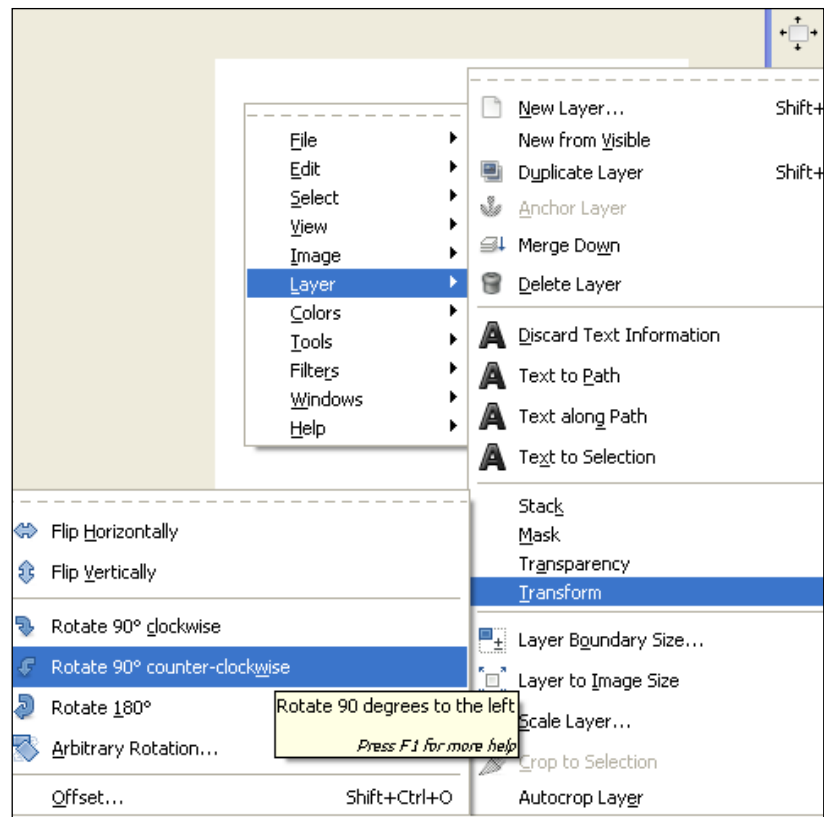 File
Edit
Select
View
Image
Layer
Colors
Tools
Filters
Windows
Help
New Layer... Shift+
New from Visible
Duplicate Layer Shift+
Anchor Layer
Merge Down
Delete Layer
Discard Text Information
Text to Path
Text along Path
Text to Selection
Stack
Mask
Transparency
Transform
Layer Boundary Size...
Layer to Image Size
Scale Layer...
Crop to Selection
Autocrop Layer
Flip Horizontally
Flip Vertically
Rotate 90° clockwise
Rotate 90° counter-clockwise
Rotate 180°
Arbitrary Rotation...
Offset... Shift+Ctrl+O
Rotate 90 degrees to the left
Press F1 for more help